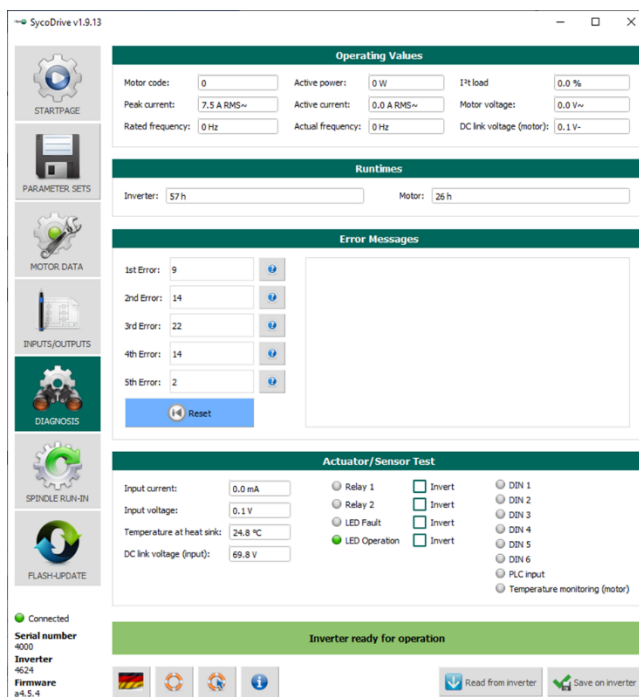 SycoDrive v1.9.13
STARTPAGE
PARAMETER SETS
MOTOR DATA
INPUTS/OUTPUTS
DIAGNOSIS
SPINDLE RUN-IN
FLASH-UPDATE
Connected
Serial number
4000
Inverter
4624
Firmware
a4.5.4
Operating Values
Motor code: 0 Active power: 0 W I²t load 0.0 %
Peak current: 7.5 A RMS~ Active current: 0.0 A RMS~ Motor voltage: 0.0 V~
Rated frequency: 0 Hz Actual frequency: 0 Hz DC link voltage (motor): 0.1 V-
Runtimes
Inverter: 57 h Motor: 26 h
Error Messages
1st Error: 9
2nd Error: 14
3rd Error: 22
4th Error: 14
5th Error: 2
Reset
Actuator/Sensor Test
Input current: 0.0 mA
Input voltage: 0.1 V
Temperature at heat sink: 24.8 °C
DC link voltage (input): 69.8 V
Relay 1 Invert
Relay 2 Invert
LED Fault Invert
LED Operation Invert
DIN 1
DIN 2
DIN 3
DIN 4
DIN 5
DIN 6
PLC input
Temperature monitoring (motor)
Inverter ready for operation
Read from inverter
Save on inverter